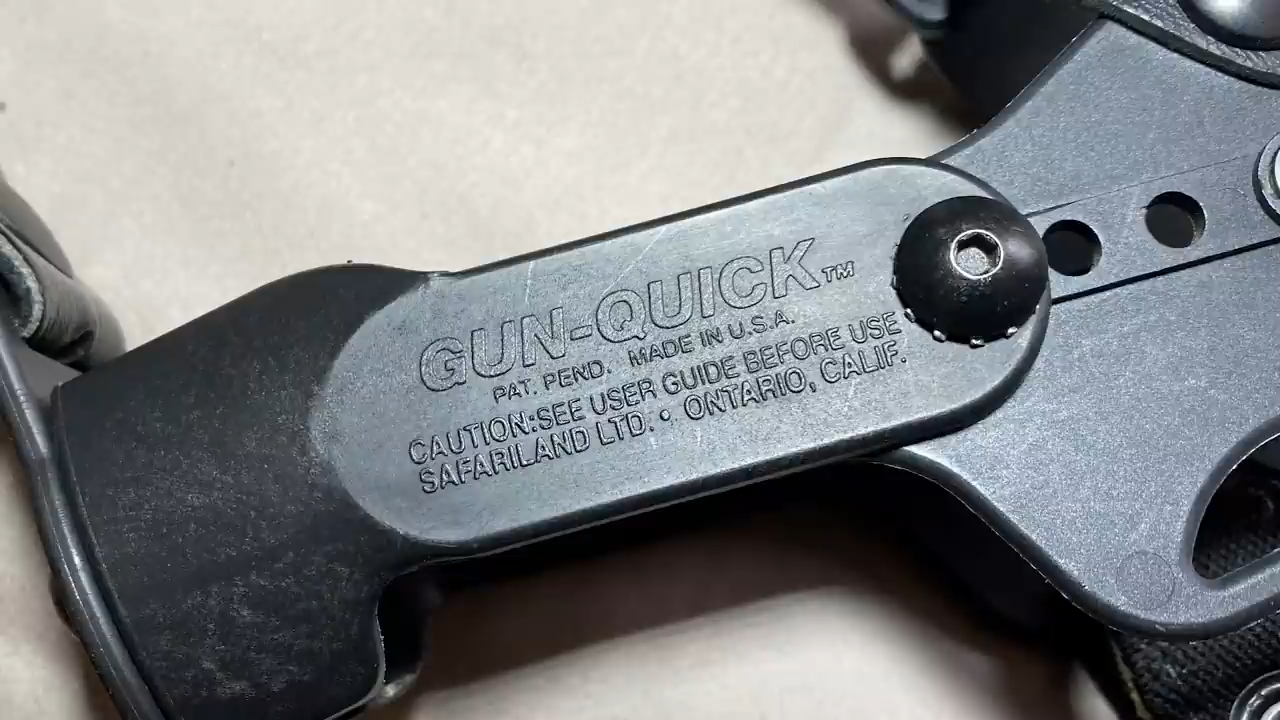 GUN-QUICK™
PAT. PEND. MADE IN U.S.A.
CAUTION:SEE USER GUIDE BEFORE USE
SAFARILAND LTD. • ONTARIO, CALIF.